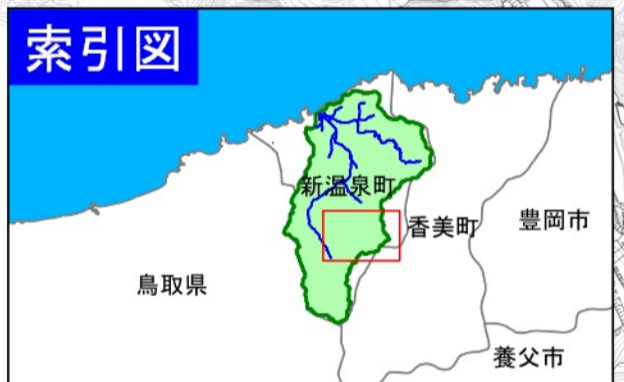 索引図
新温泉町
香美町
豊岡市
鳥取県
養父市